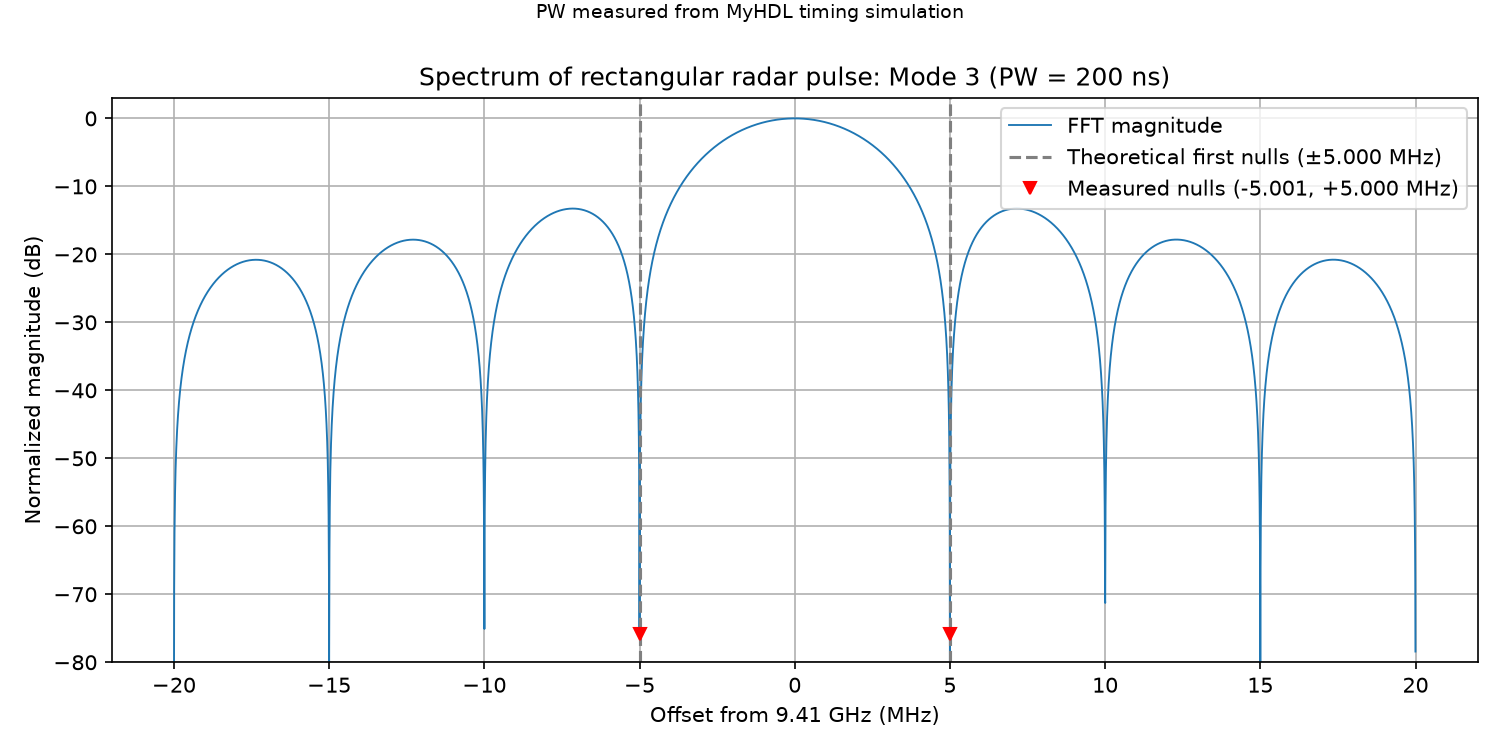 PW measured from MyHDL timing simulation
Spectrum of rectangular radar pulse: Mode 3 (PW = 200 ns)
FFT magnitude
Theoretical first nulls (±5.000 MHz)
Measured nulls (-5.001, +5.000 MHz)
Normalized magnitude (dB)
0
−10
−20
−30
−40
−50
−60
−70
−80
−20
−15
−10
−5
0
5
10
15
20
Offset from 9.41 GHz (MHz)